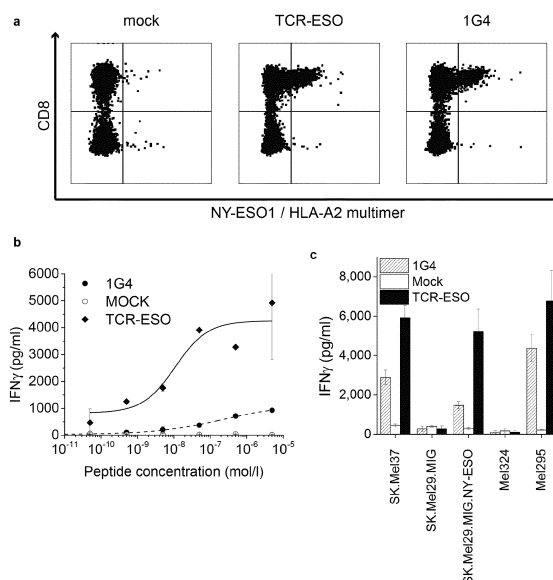 a
mock
TCR-ESO
1G4
CD8
NY-ESO1 / HLA-A2 multimer
b
6000
5000
4000
3000
2000
1000
0
IFNγ (pg/ml)
1G4
MOCK
TCR-ESO
10⁻¹¹ 10⁻¹⁰ 10⁻⁹ 10⁻⁸ 10⁻⁷ 10⁻⁶ 10⁻⁵
Peptide concentration (mol/l)
c
1G4
Mock
TCR-ESO
8,000
6,000
4,000
2,000
0
IFNγ (pg/ml)
SK.Mel37
SK.Mel29.MIG
SK.Mel29.MIG.NY-ESO
Mel324
Mel295